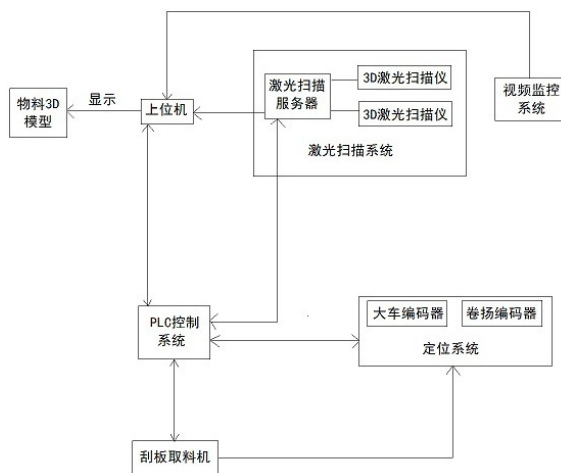 激光扫描
服务器
3D激光扫描仪
3D激光扫描仪
激光扫描系统
视频监控
系统
物料3D
模型
显示
上位机
PLC控制
系统
大车编码器
卷扬编码器
定位系统
刮板取料机